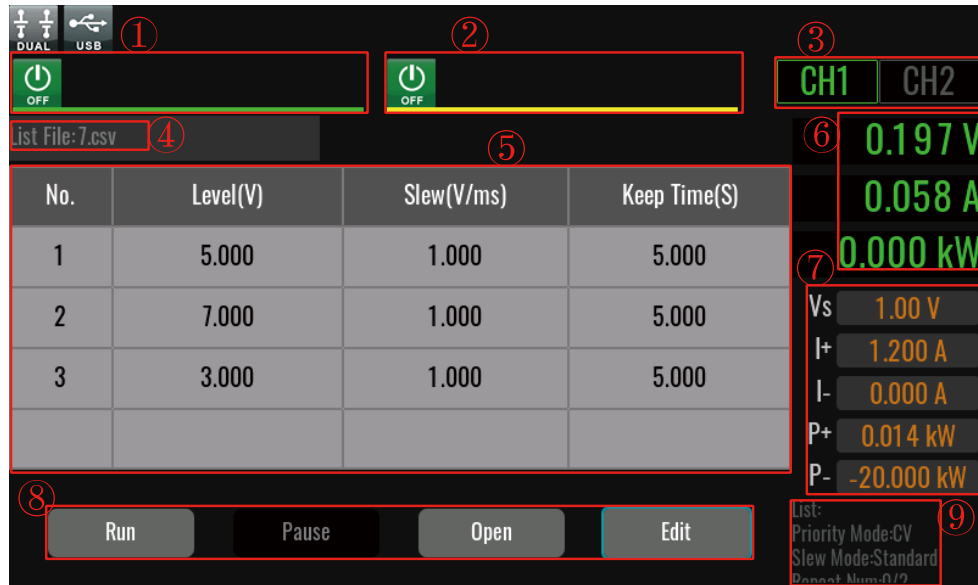 DUAL USB ① ② ③
OFF OFF CH1 CH2
List File: 7.csv ④ ⑤ ⑥ 0.197 V
No. Level(V) Slew(V/ms) Keep Time(S) 0.058 A
1 5.000 1.000 5.000 0.000 kW
⑦
2 7.000 1.000 5.000 Vs 1.00 V
I+ 1.200 A
3 3.000 1.000 5.000 I- 0.000 A
P+ 0.014 kW
P- -20.000 kW
⑧ List: ⑨
Run Pause Open Edit Priority Mode:CV
Slew Mode:Standard
Repeat Num:0/2